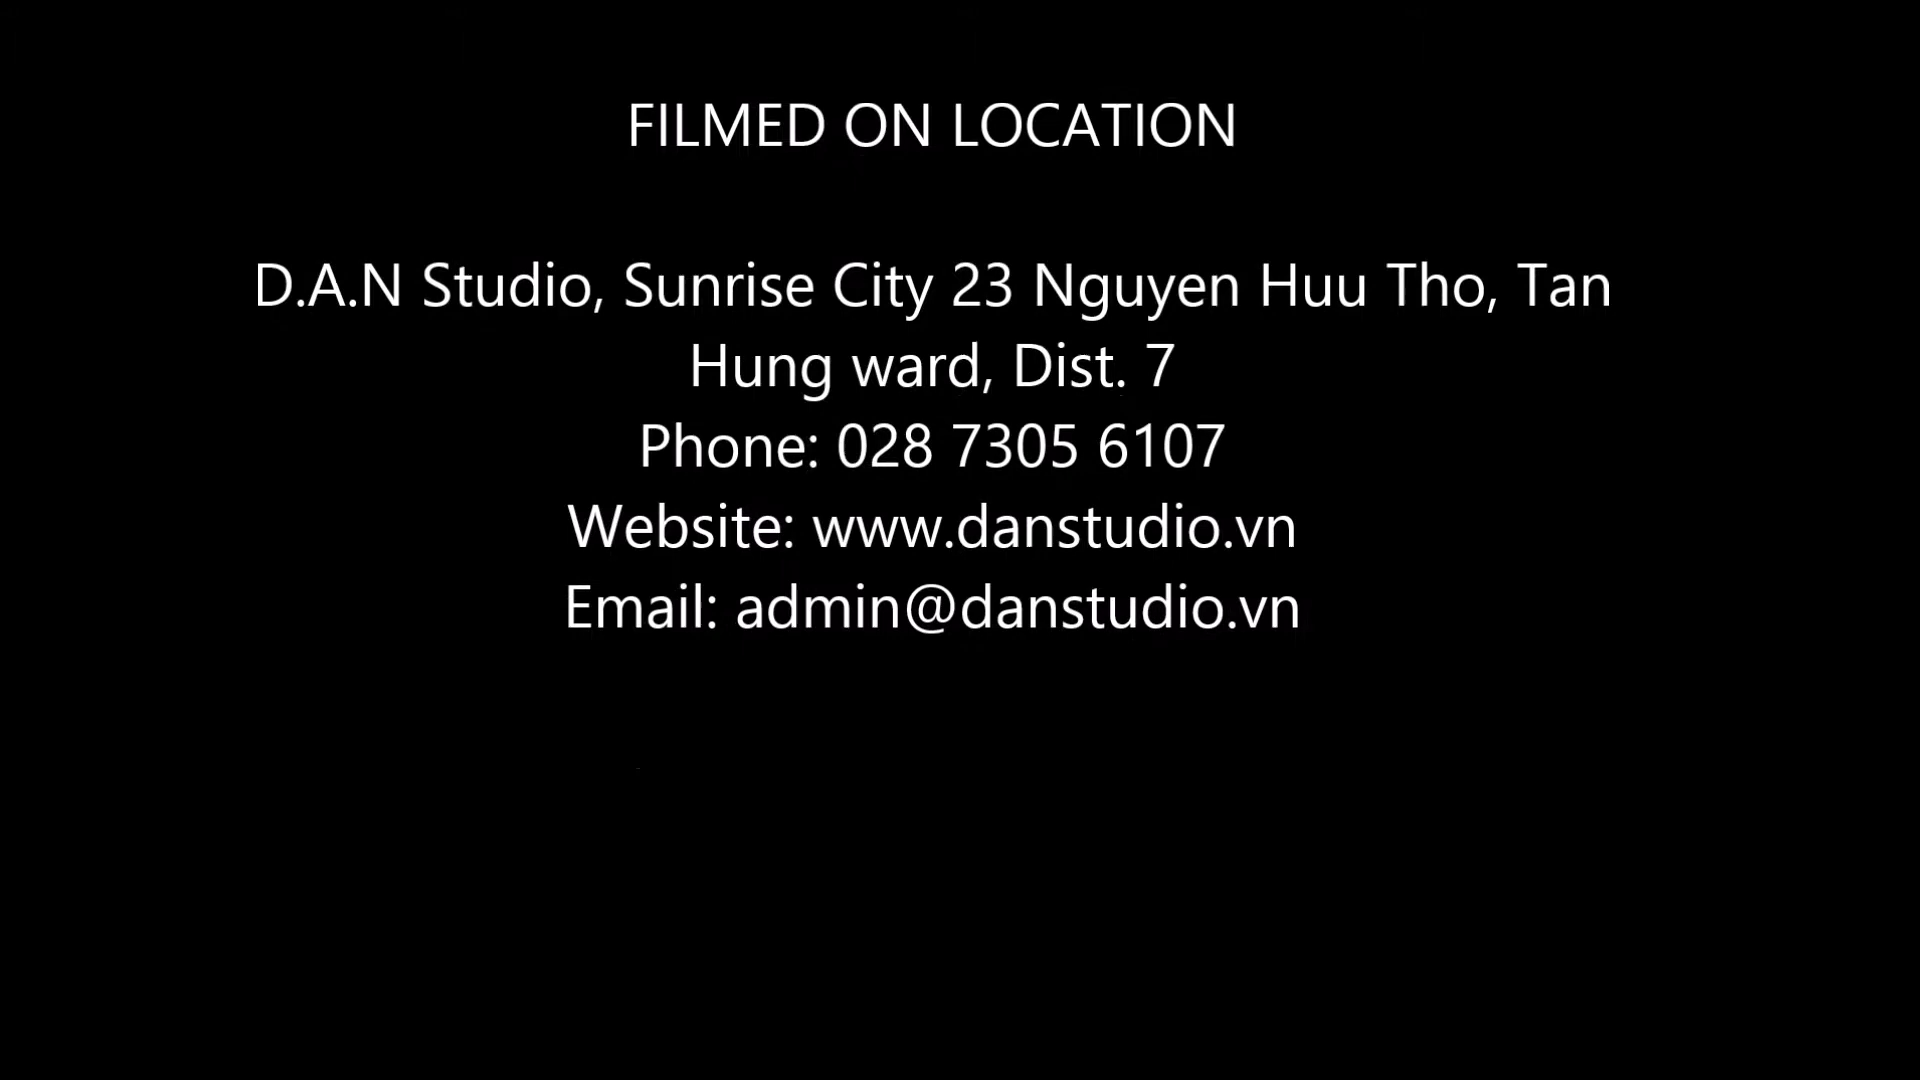 FILMED ON LOCATION
D.A.N Studio, Sunrise City 23 Nguyen Huu Tho, Tan
Hung ward, Dist. 7
Phone: 028 7305 6107
Website: www.danstudio.vn
Email: admin@danstudio.vn